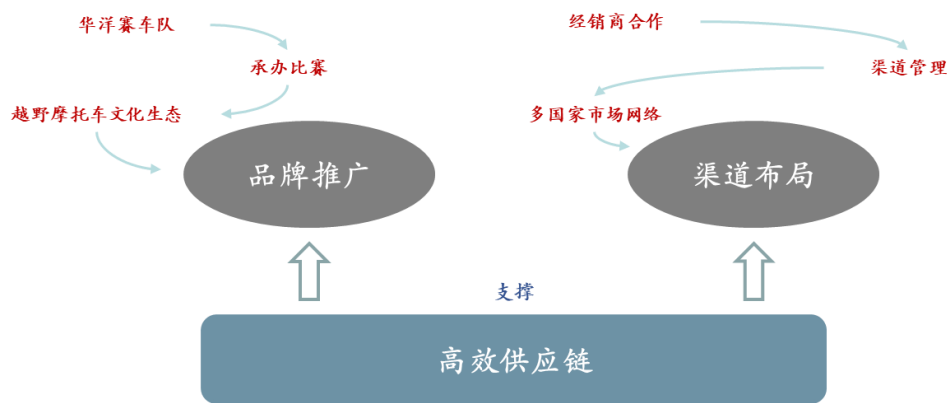 华洋赛车队
承办比赛
越野摩托车文化生态
品牌推广
经销商合作
渠道管理
多国家市场网络
渠道布局
支撑
高效供应链